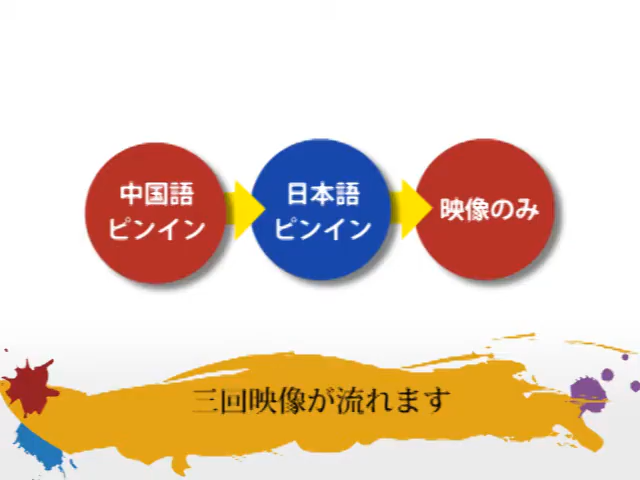 中国語
ピンイン
日本語
ピンイン
映像のみ
三回映像が流れます